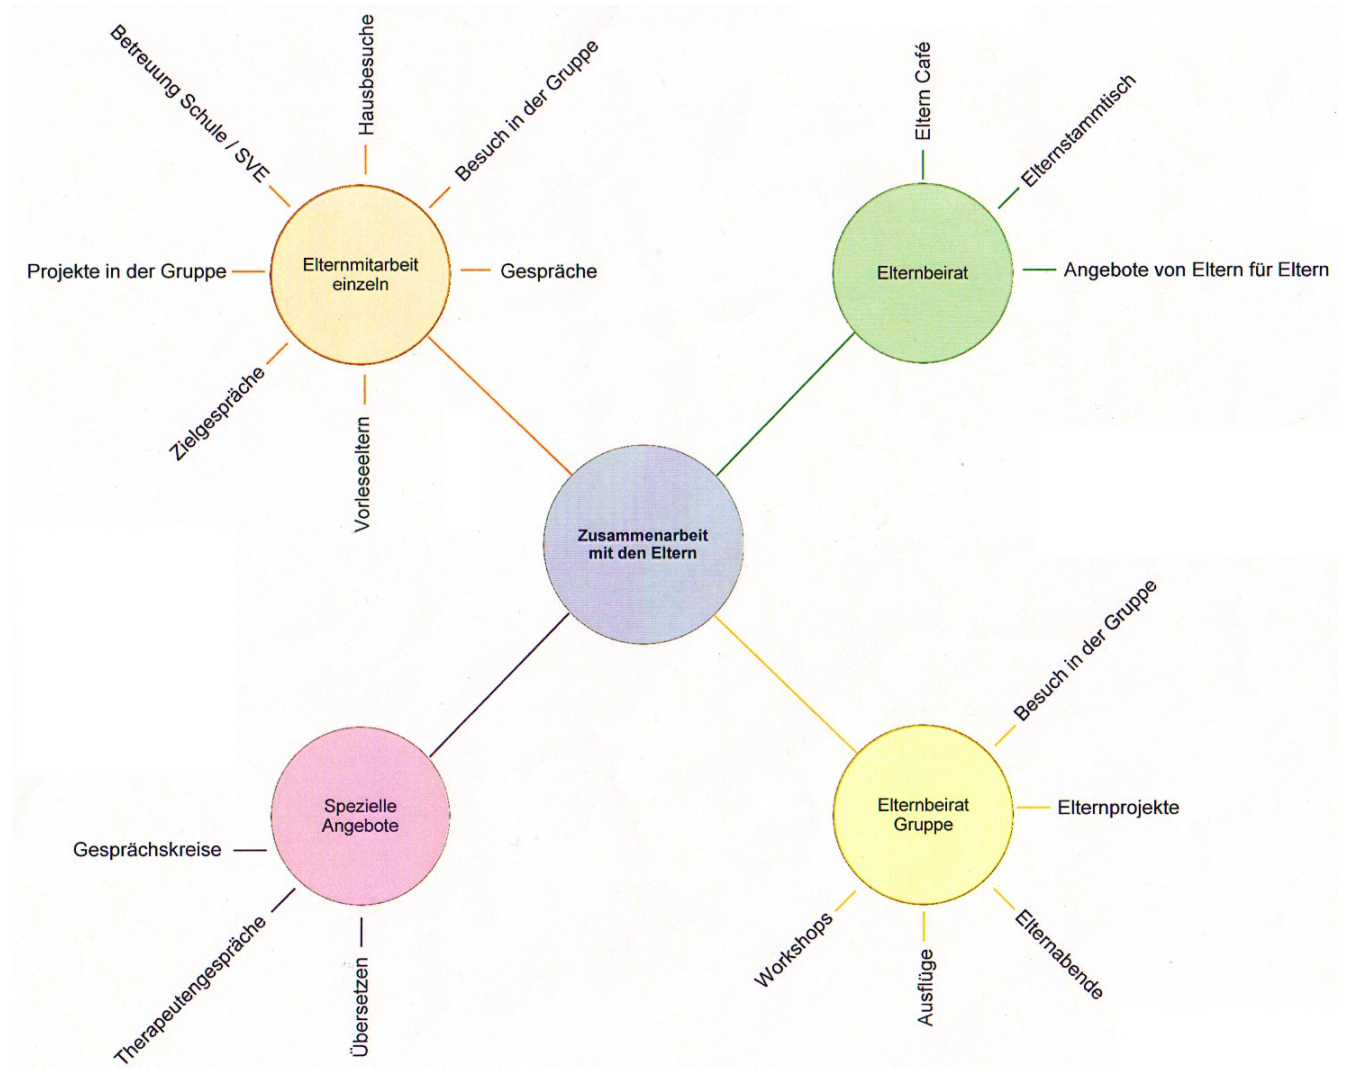 Betreuung Schule / SVE
Hausbesuche
Besuch in der Gruppe
Projekte in der Gruppe
Elternmitarbeit
einzeln
Gespräche
Zielgespräche
Vorleseeltern
Eltern Café
Elternstammtisch
Elternbeirat
Angebote von Eltern für Eltern
Zusammenarbeit
mit den Eltern
Spezielle
Angebote
Gesprächskreise
Therapeutengespräche
Übersetzen
Besuch in der Gruppe
Elternbeirat
Gruppe
Elternprojekte
Workshops
Ausflüge
Elternabende